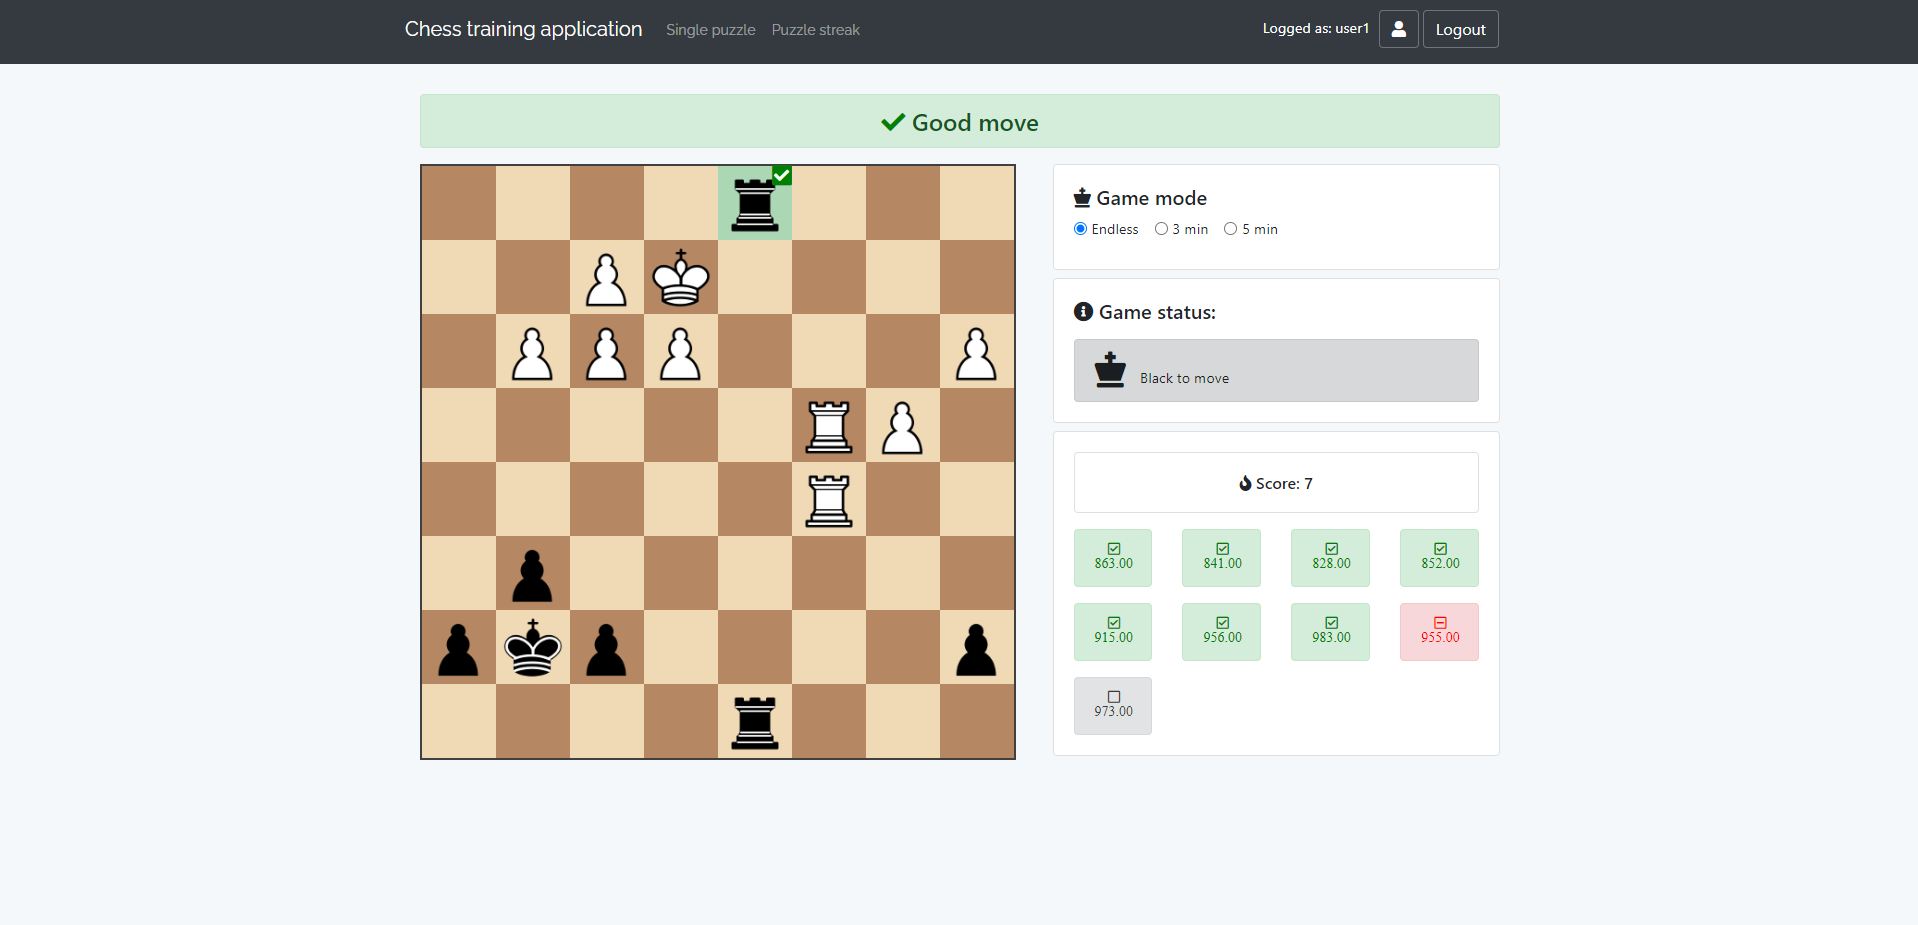 Chess training application Single puzzle Puzzle streak Logged as: user1 Logout
Good move
Game mode
Endless 3 min 5 min
Game status:
Black to move
Score: 7
863.00 841.00 828.00 852.00
915.00 956.00 983.00 955.00
973.00